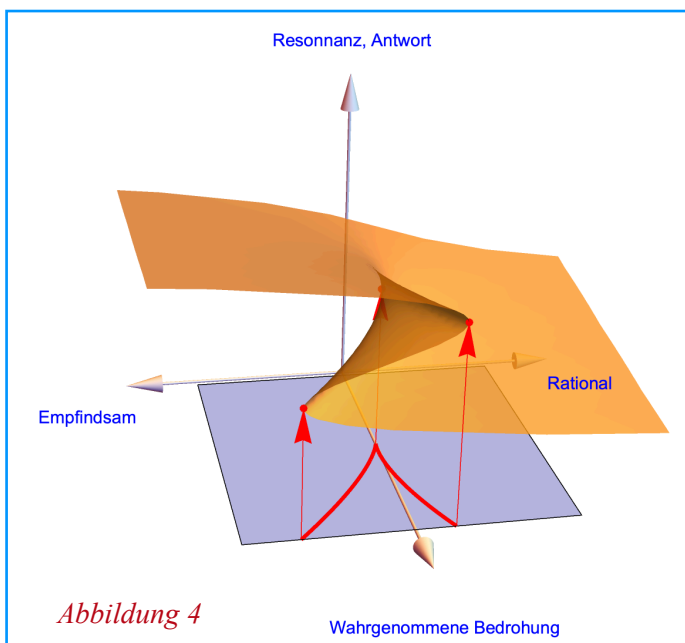 Resonnanz, Antwort
Rational
Empfindsam
Abbildung 4
Wahrgenommene Bedrohung